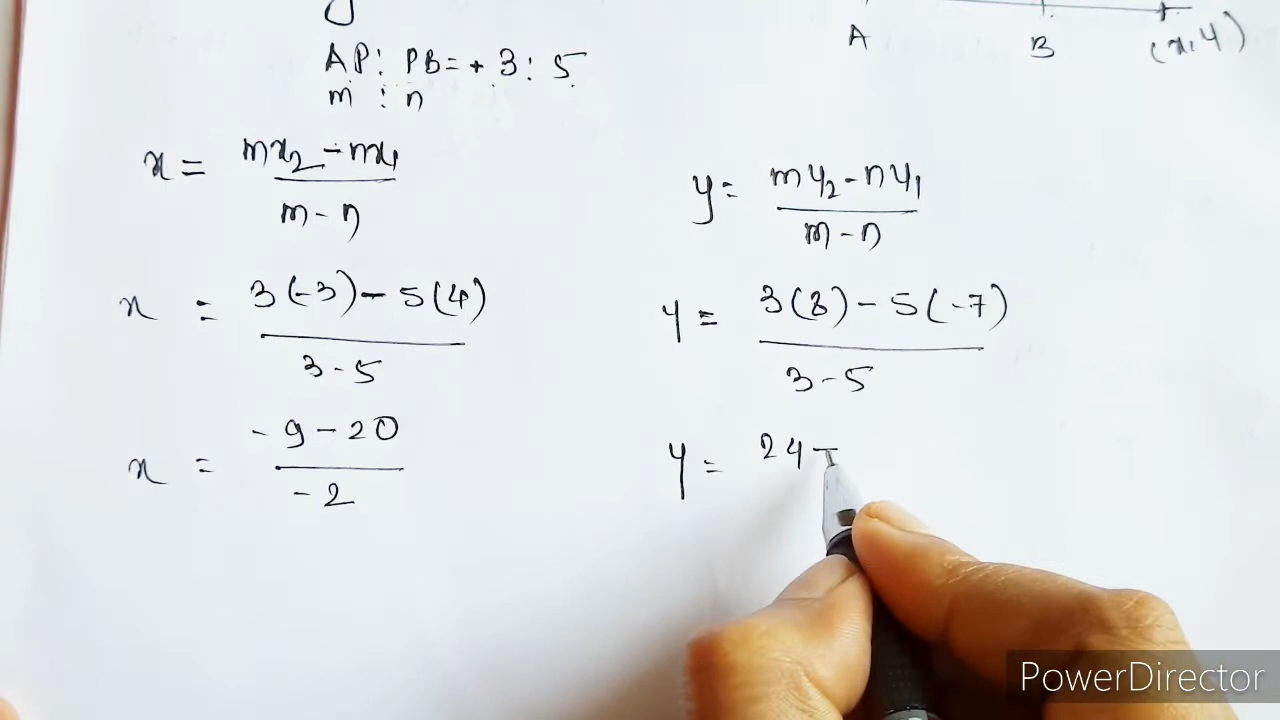 A B (x,y)
AP : PB = + 3 : 5
m : n
x = mx₂ - nx₁ / m - n
y = my₂ - ny₁ / m - n
x = 3(-3) - 5(4) / 3 - 5
y = 3(8) - 5(-7) / 3 - 5
x = -9 - 20 / -2
y = 24 -
PowerDirector